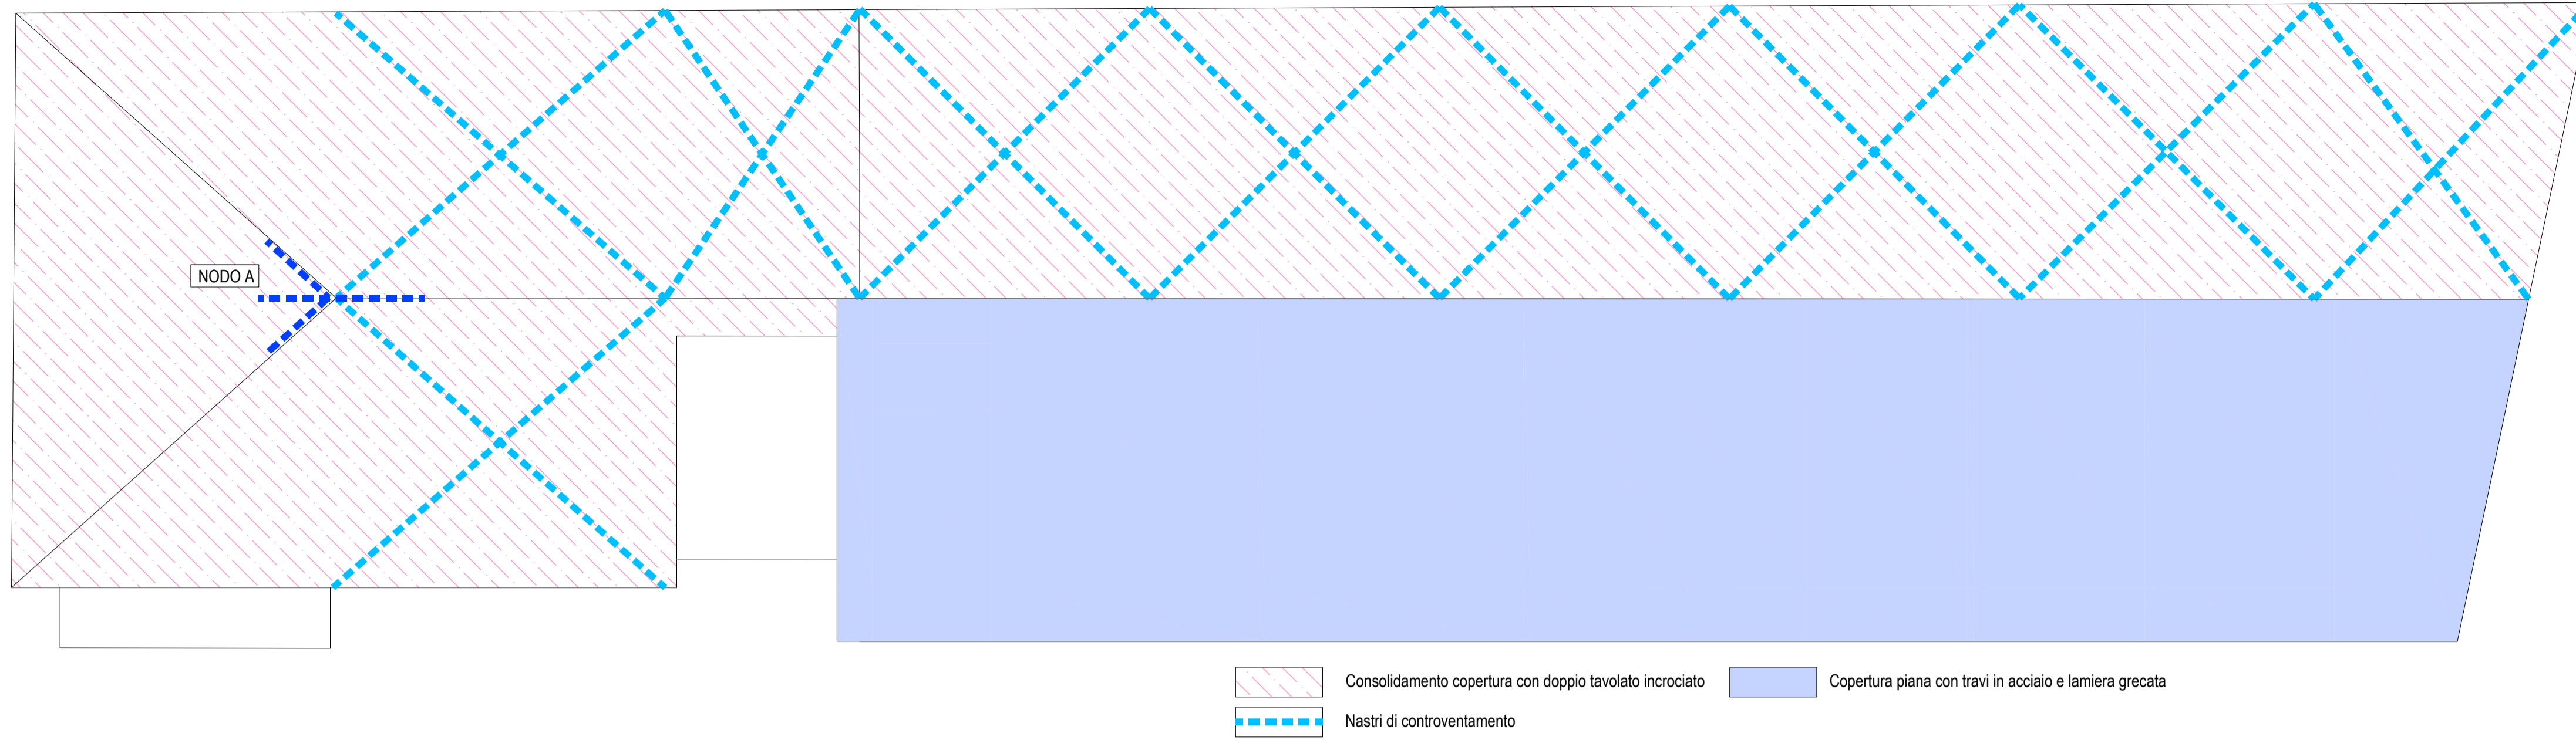 NODO A
Consolidamento copertura con doppio tavolato incrociato
Copertura piana con travi in acciaio e lamiera grecata
Nastri di controventamento